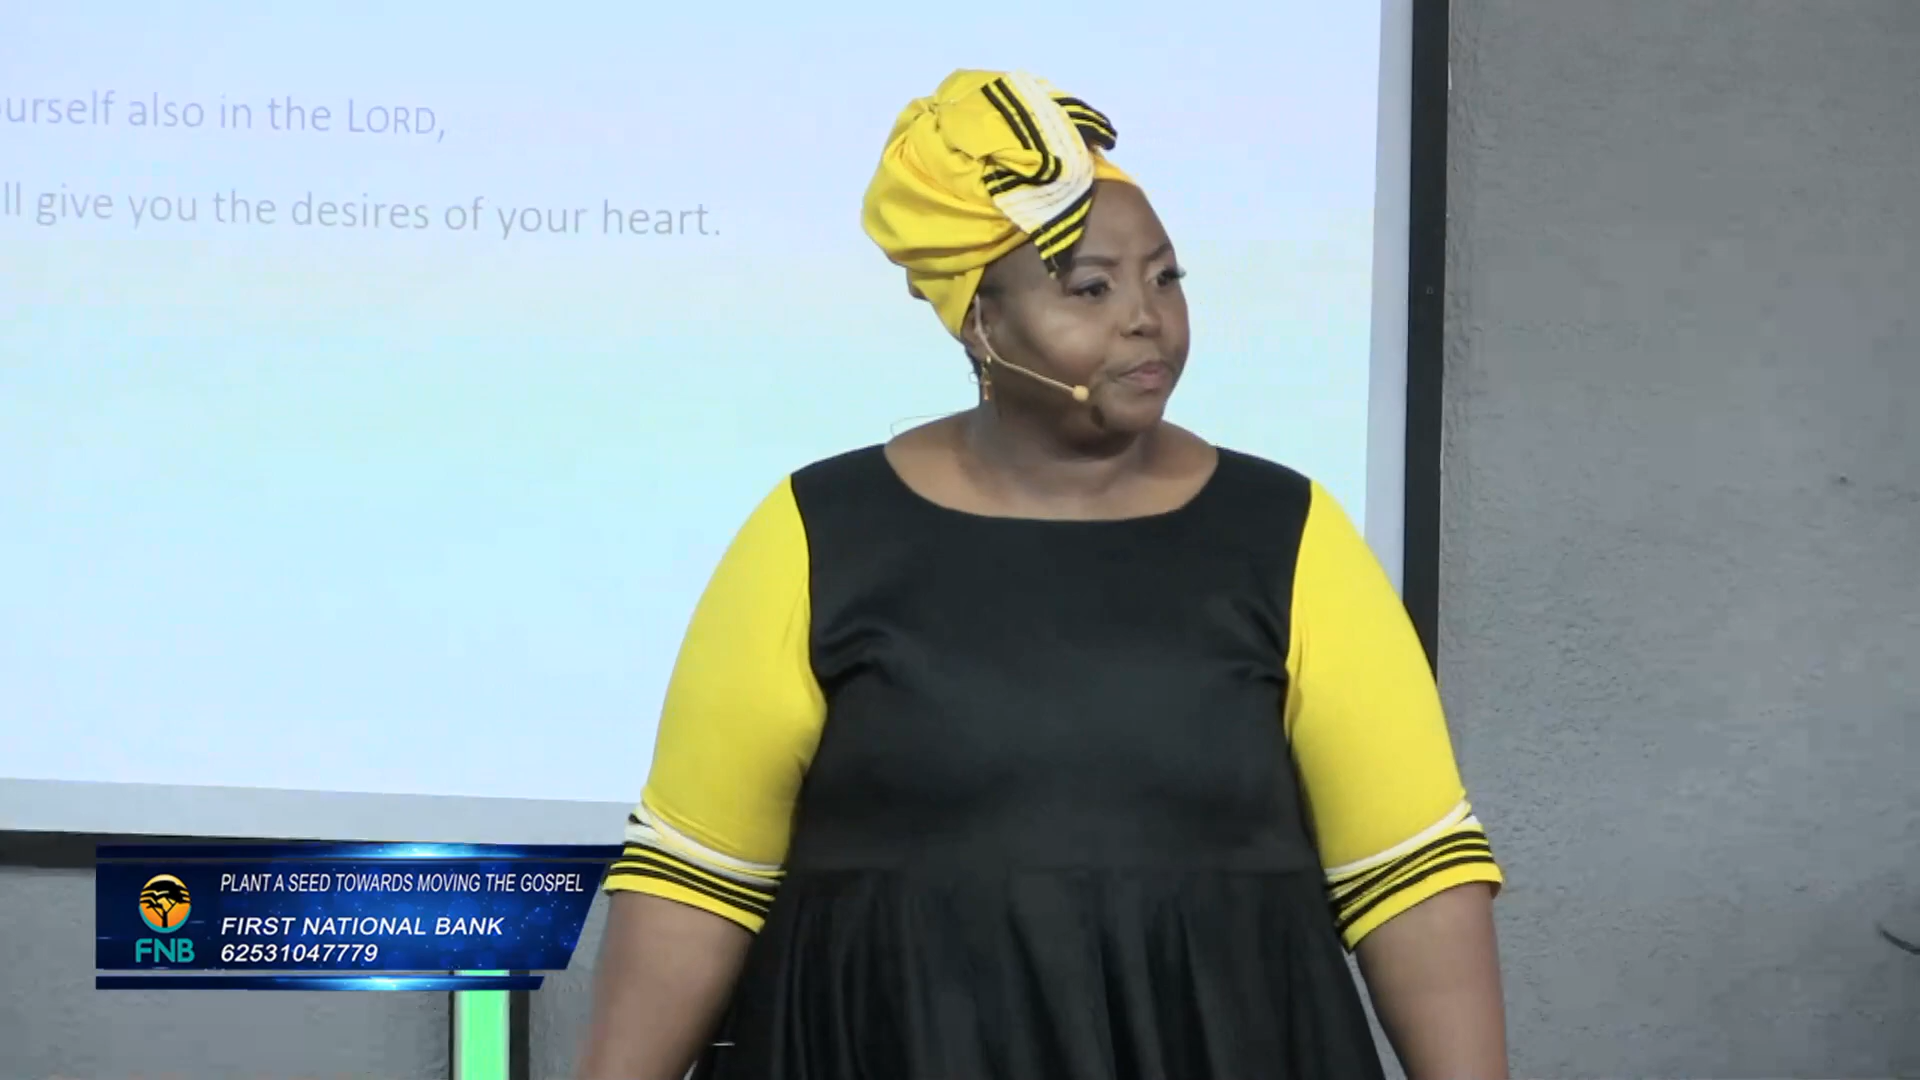 urself also in the LORD,
ll give you the desires of your heart.
PLANT A SEED TOWARDS MOVING THE GOSPEL
FIRST NATIONAL BANK
62531047779
FNB